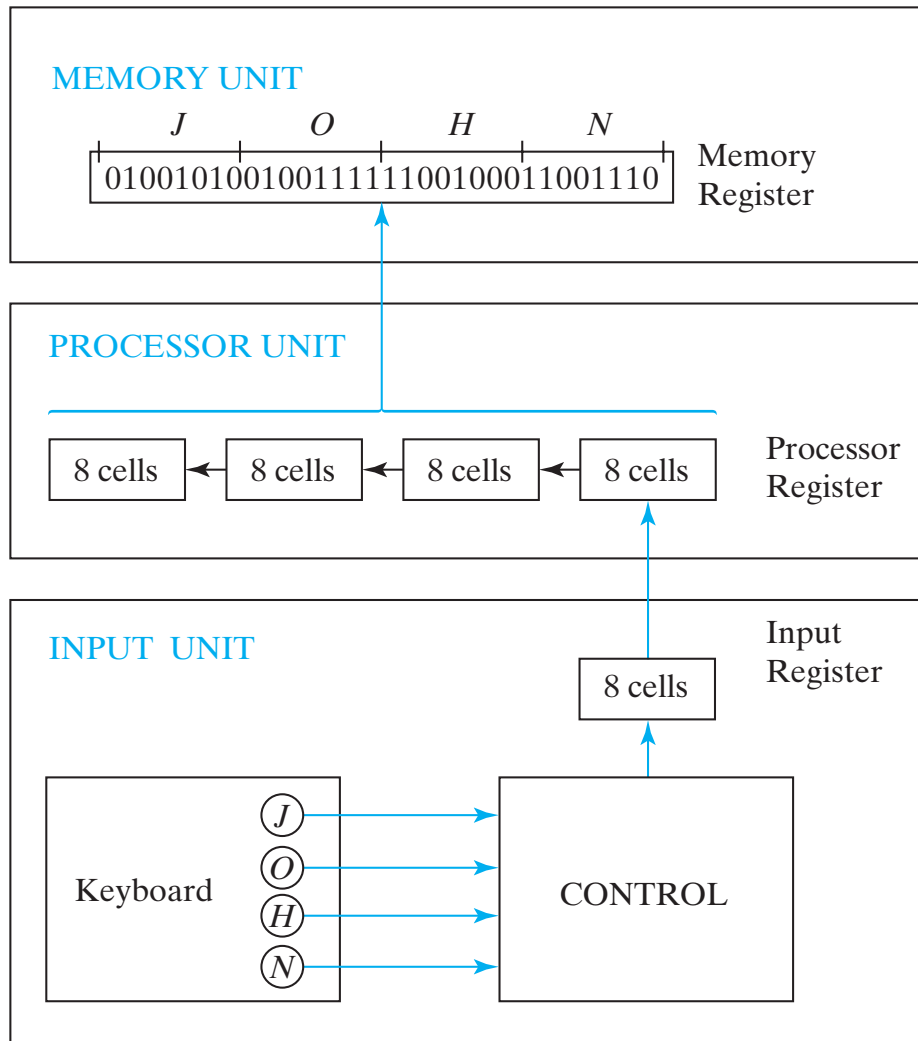 MEMORY UNIT
J O H N
01001010010011111100100011001110
Memory
Register
PROCESSOR UNIT
8 cells 8 cells 8 cells 8 cells
Processor
Register
INPUT UNIT
Input
Register
8 cells
Keyboard
J
O
H
N
CONTROL